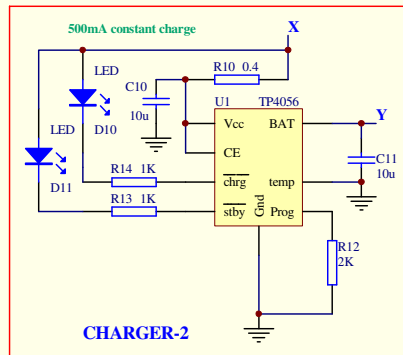 500mA constant charge
X
LED
R10 0.4
C10
10u
U1 TP4056
LED
D10
Vcc BAT
Y
CE
C11
10u
D11
R14 1K
chrg temp
R13 1K
stby Gnd Prog
R12
2K
CHARGER-2